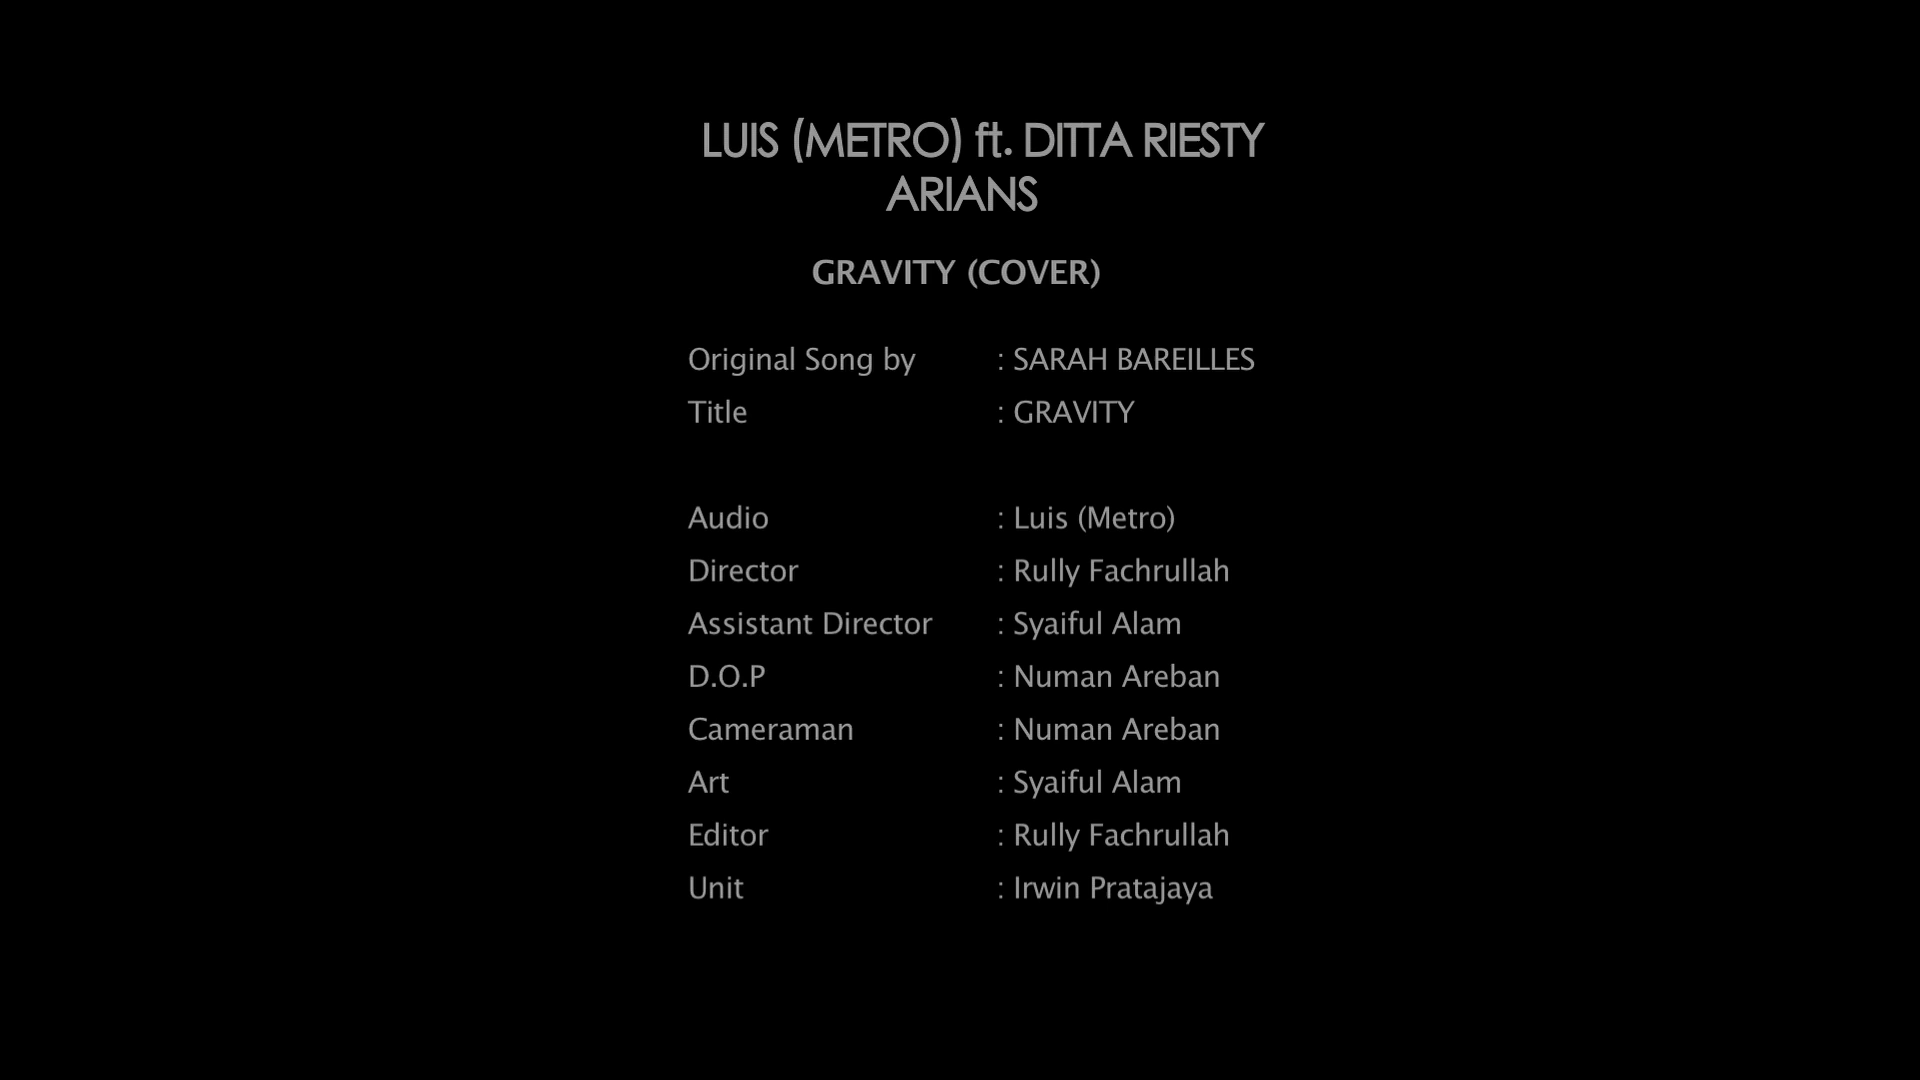 LUIS (METRO) ft. DITTA RIESTY
ARIANS
GRAVITY (COVER)
Original Song by : SARAH BAREILLES
Title : GRAVITY
Audio : Luis (Metro)
Director : Rully Fachrullah
Assistant Director : Syaiful Alam
D.O.P : Numan Areban
Cameraman : Numan Areban
Art : Syaiful Alam
Editor : Rully Fachrullah
Unit : Irwin Pratajaya